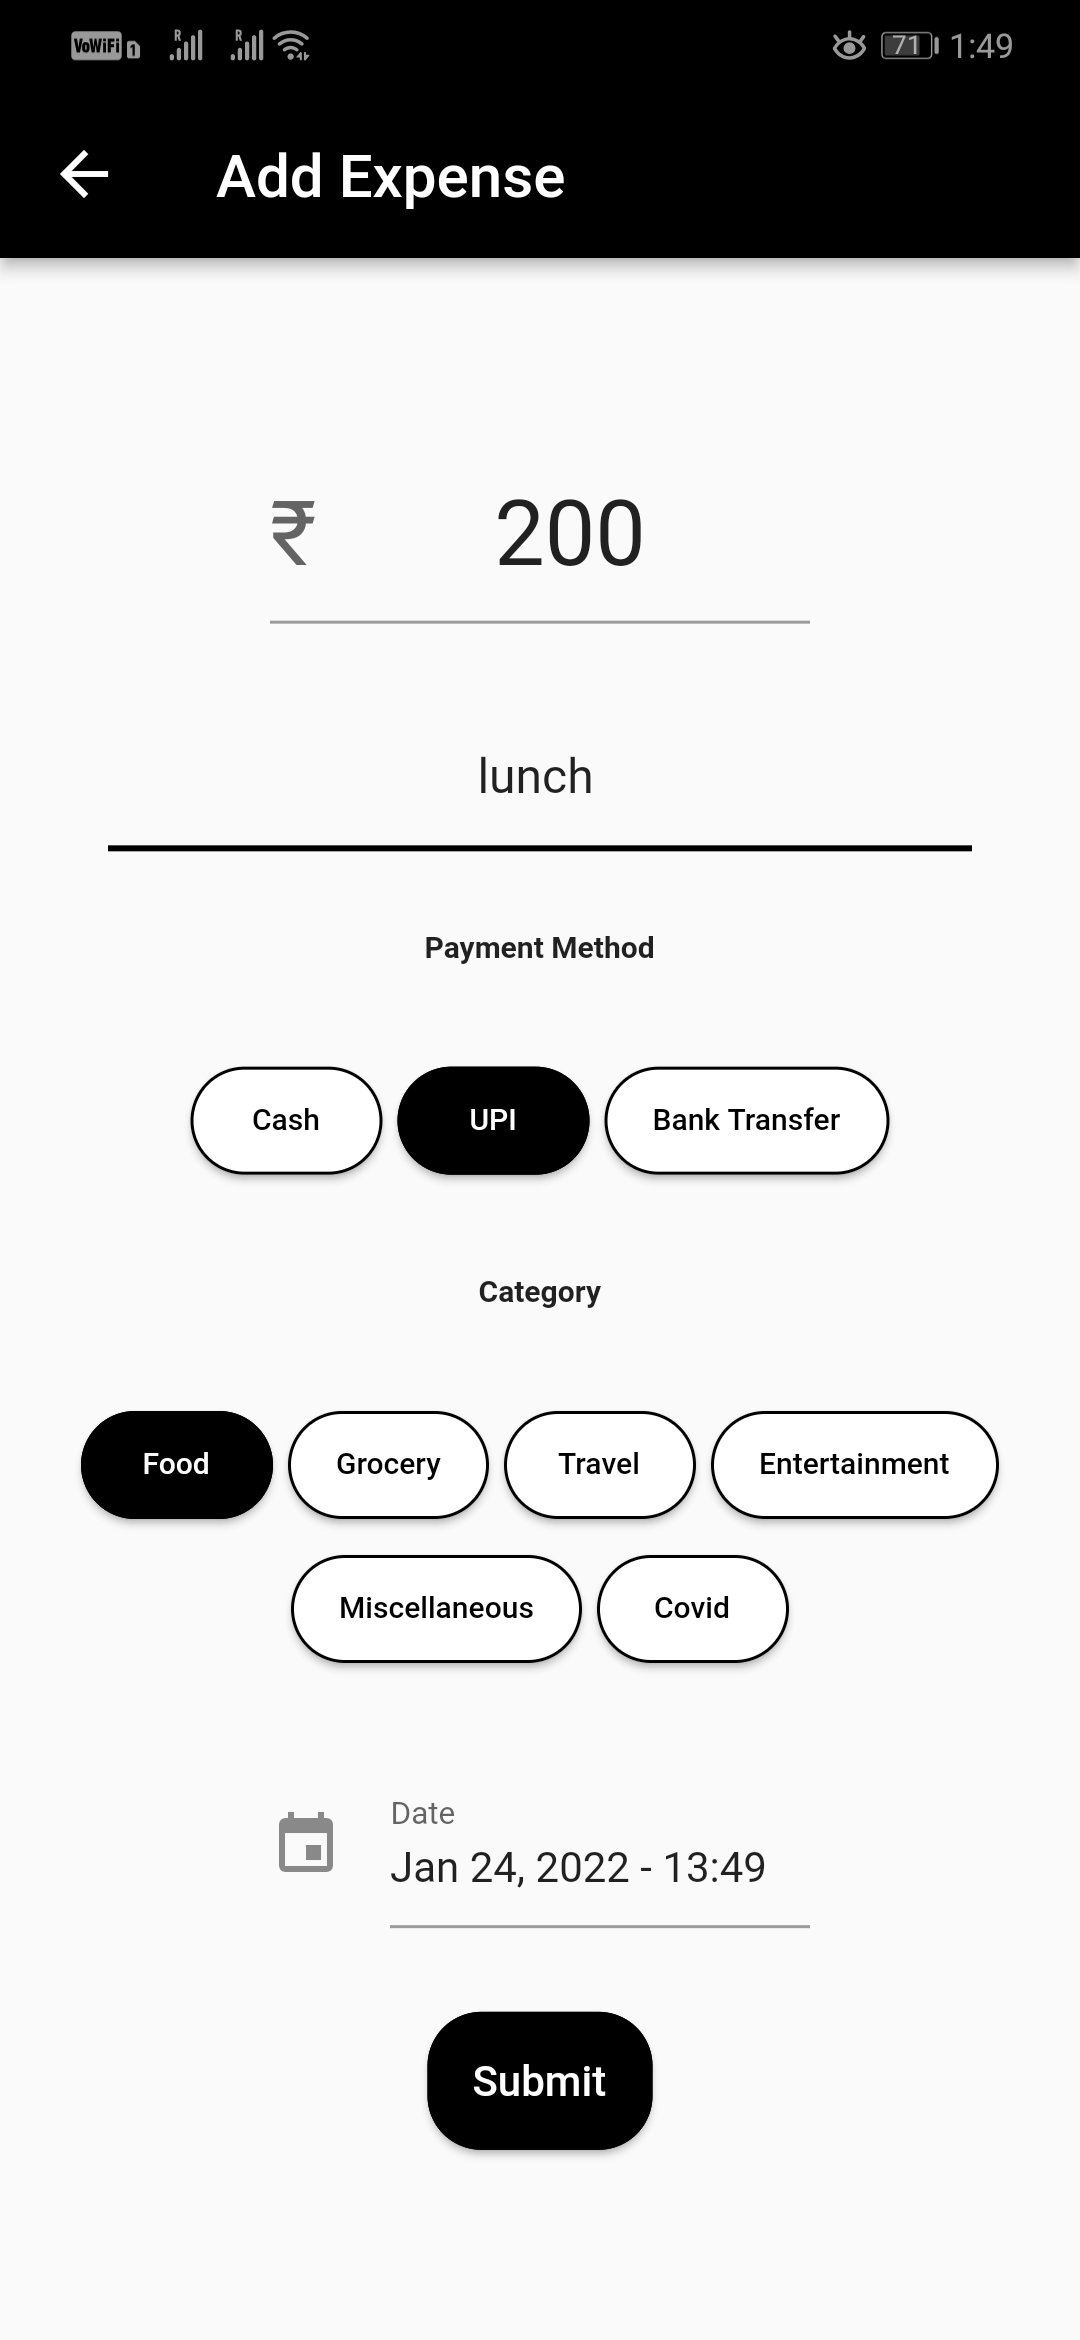 VoWiFi 1 R R 71 1:49
Add Expense
₹ 200
lunch
Payment Method
Cash UPI Bank Transfer
Category
Food Grocery Travel Entertainment
Miscellaneous Covid
Date
Jan 24, 2022 - 13:49
Submit